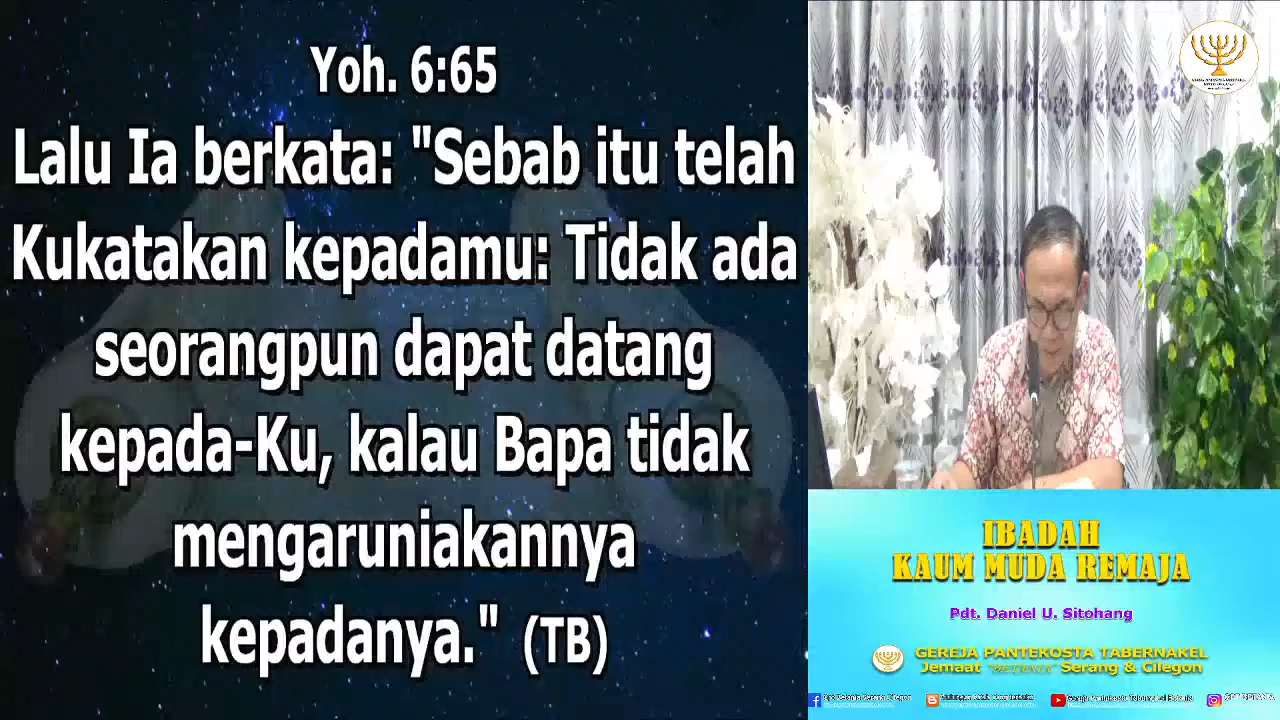 Yoh. 6:65
Lalu Ia berkata: "Sebab itu telah
Kukatakan kepadamu: Tidak ada
seorangpun dapat datang
kepada-Ku, kalau Bapa tidak
mengaruniakannya
kepadanya." (TB)
IBADAH
KAUM MUDA REMAJA
Pdt. Daniel U. Sitohang
GEREJA PANTEKOSTA TABERNAKEL
Jemaat "BETANIA" Serang & Cilegon